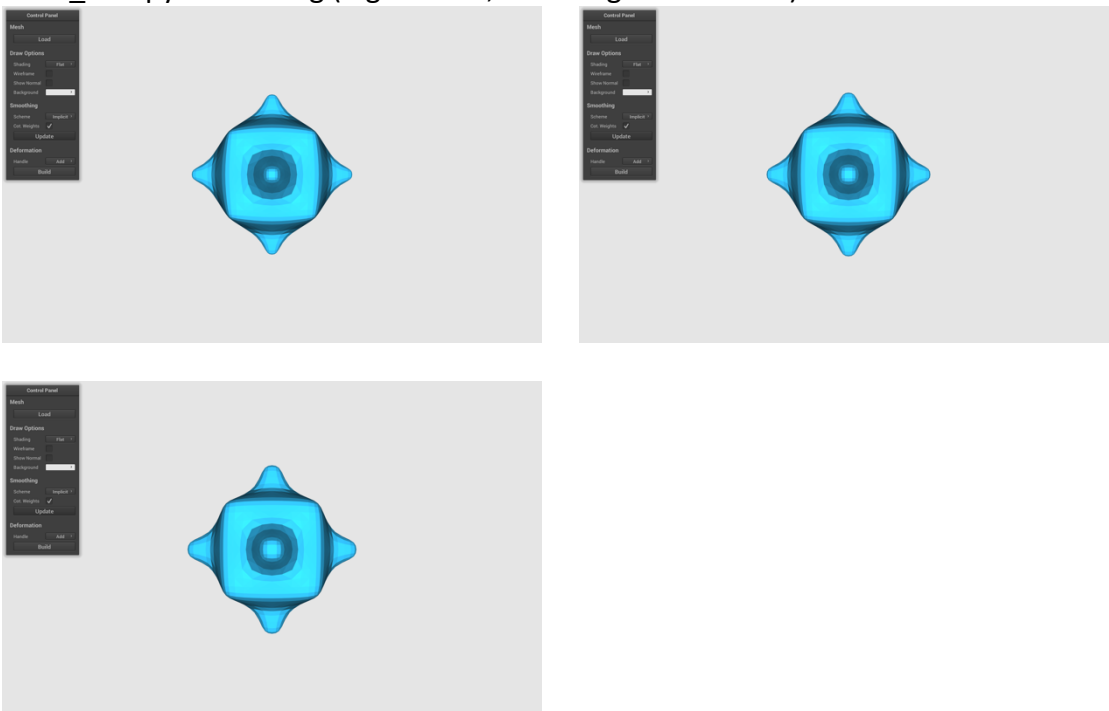 Control Panel
Mesh
Load
Draw Options
Shading Flat
Wireframe
Show Normal
Background
Smoothing
Scheme Implicit
Cot. Weights
Update
Deformation
Handle Add
Build
Control Panel
Mesh
Load
Draw Options
Shading Flat
Wireframe
Show Normal
Background
Smoothing
Scheme Implicit
Cot. Weights
Update
Deformation
Handle Add
Build
Control Panel
Mesh
Load
Draw Options
Shading Flat
Wireframe
Show Normal
Background
Smoothing
Scheme Implicit
Cot. Weights
Update
Deformation
Handle Add
Build